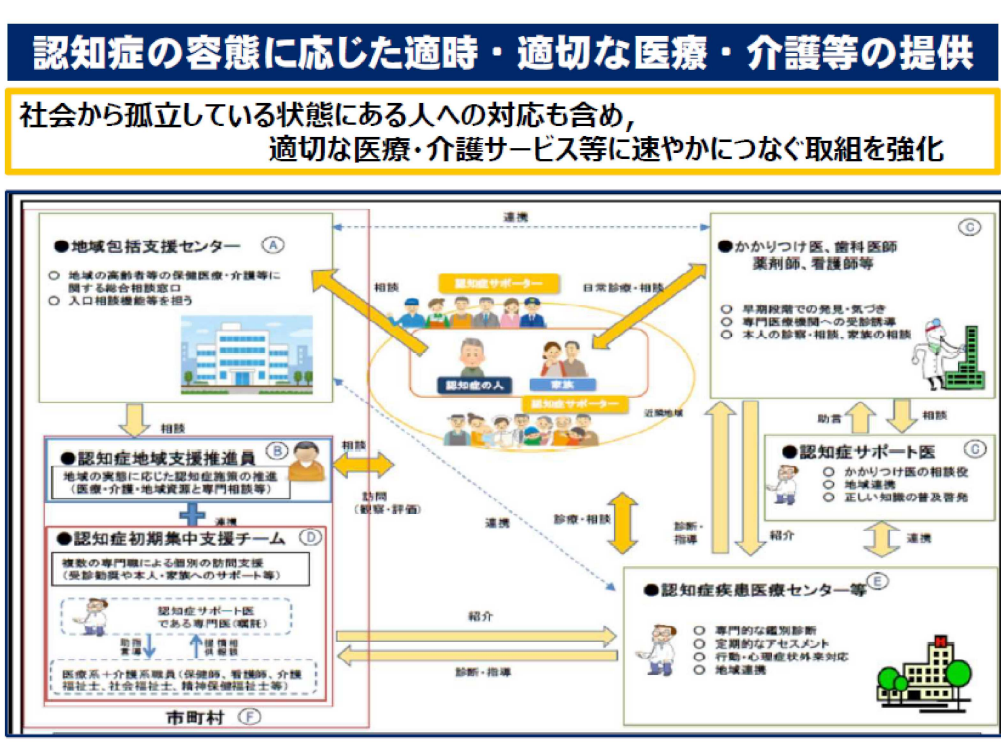 認知症の容態に応じた適時・適切な医療・介護等の提供
社会から孤立している状態にある人への対応も含め，
適切な医療・介護サービス等に速やかにつなぐ取組を強化
●地域包括支援センター Ⓐ
○ 地域の高齢者等の保健医療・介護等に
関する総合相談窓口
○ 入口相談機能等を担う
連携
相談
認知症サポーター
日常診療・相談
認知症の人
家族
認知症サポーター
近隣地域
Ⓒ
●かかりつけ医、歯科医師
薬剤師、看護師等
○ 早期段階での発見・気づき
○ 専門医療機関への受診誘導
○ 本人の診察・相談、家族の相談
相談
●認知症地域支援推進員 Ⓑ
地域の実態に応じた認知症施策の推進
（医療・介護・地域資源と専門相談等）
相談
訪問
（観察・評価）
連携
●認知症初期集中支援チーム Ⓓ
複数の専門職による個別の訪問支援
（受診勧奨や本人・家族へのサポート等）
認知症サポート医
である専門医（嘱託）
助指
言導
提情相
供報談
医療系＋介護系職員（保健師、看護師、介護
福祉士、社会福祉士、精神保健福祉士等）
市町村 Ⓕ
連携
診療・相談
診断・
指導
紹介
助言
相談
●認知症サポート医 Ⓒ
○ かかりつけ医の相談役
○ 地域連携
○ 正しい知識の普及啓発
連携
紹介
診断・指導
●認知症疾患医療センター等 Ⓔ
○ 専門的な鑑別診断
○ 定期的なアセスメント
○ 行動・心理症状外来対応
○ 地域連携